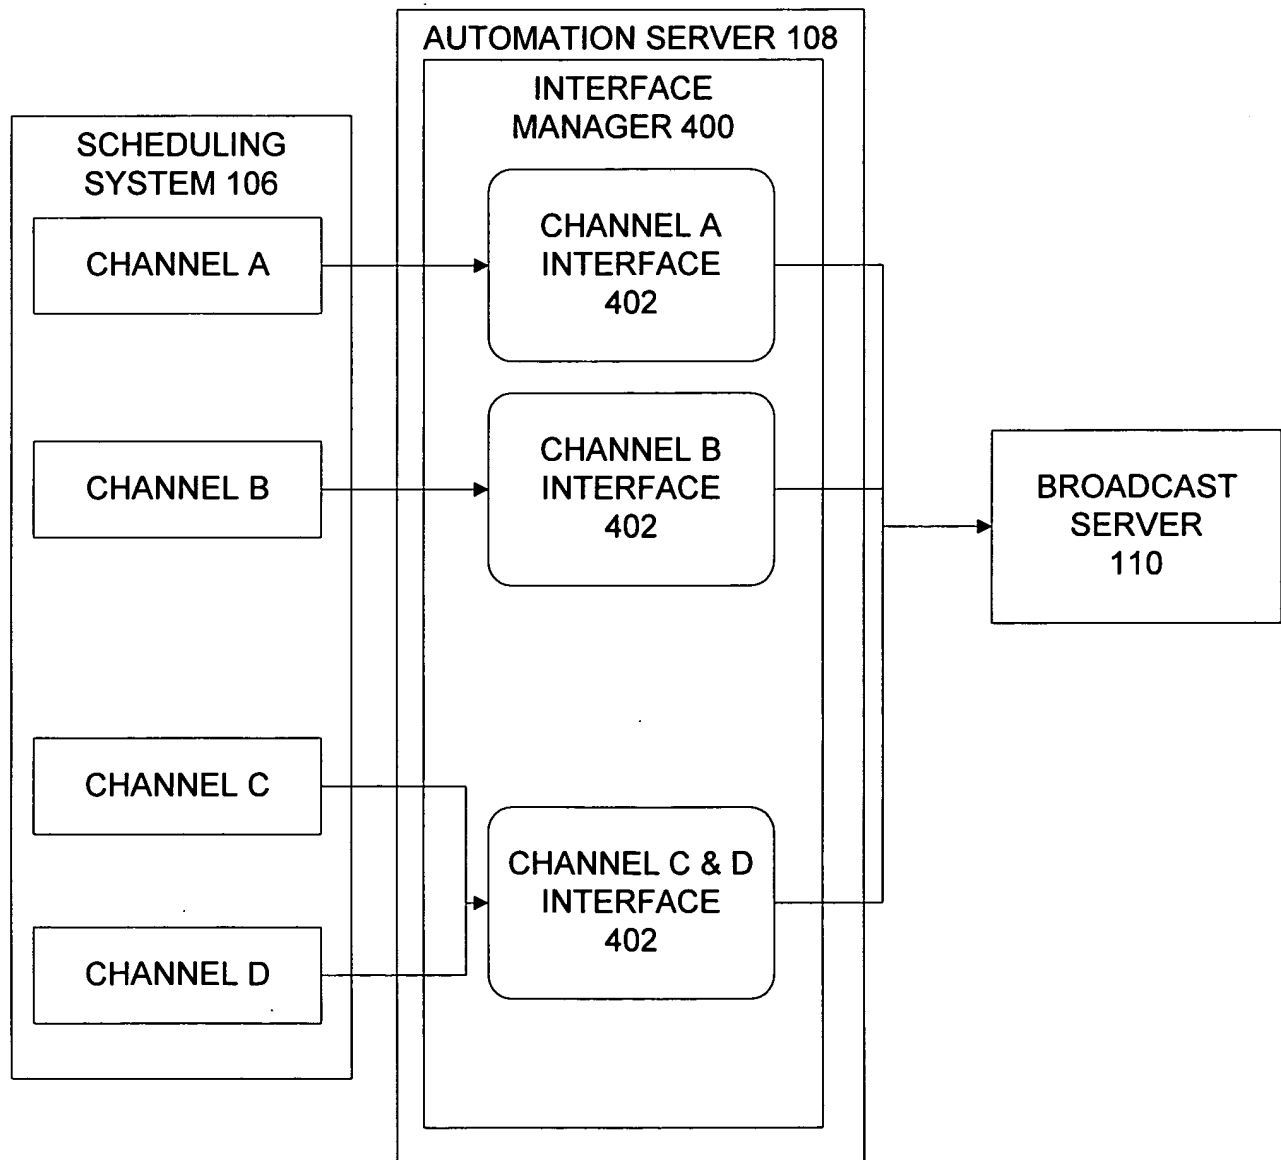 AUTOMATION SERVER 108
INTERFACE
MANAGER 400
SCHEDULING
SYSTEM 106
CHANNEL A
CHANNEL A
INTERFACE
402
CHANNEL B
CHANNEL B
INTERFACE
402
BROADCAST
SERVER
110
CHANNEL C
CHANNEL C & D
INTERFACE
402
CHANNEL D